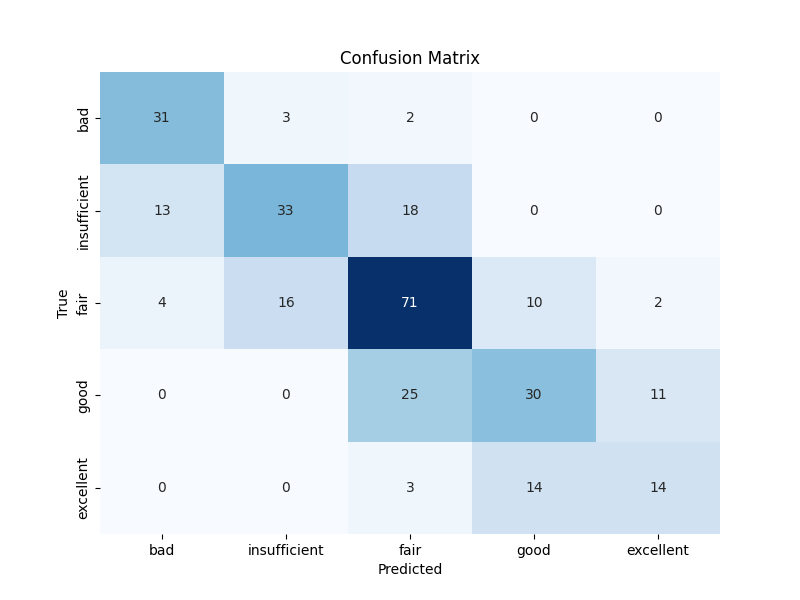 Confusion Matrix
bad 31 3 2 0 0
insufficient 13 33 18 0 0
True
fair 4 16 71 10 2
good 0 0 25 30 11
excellent 0 0 3 14 14
bad insufficient fair good excellent
Predicted